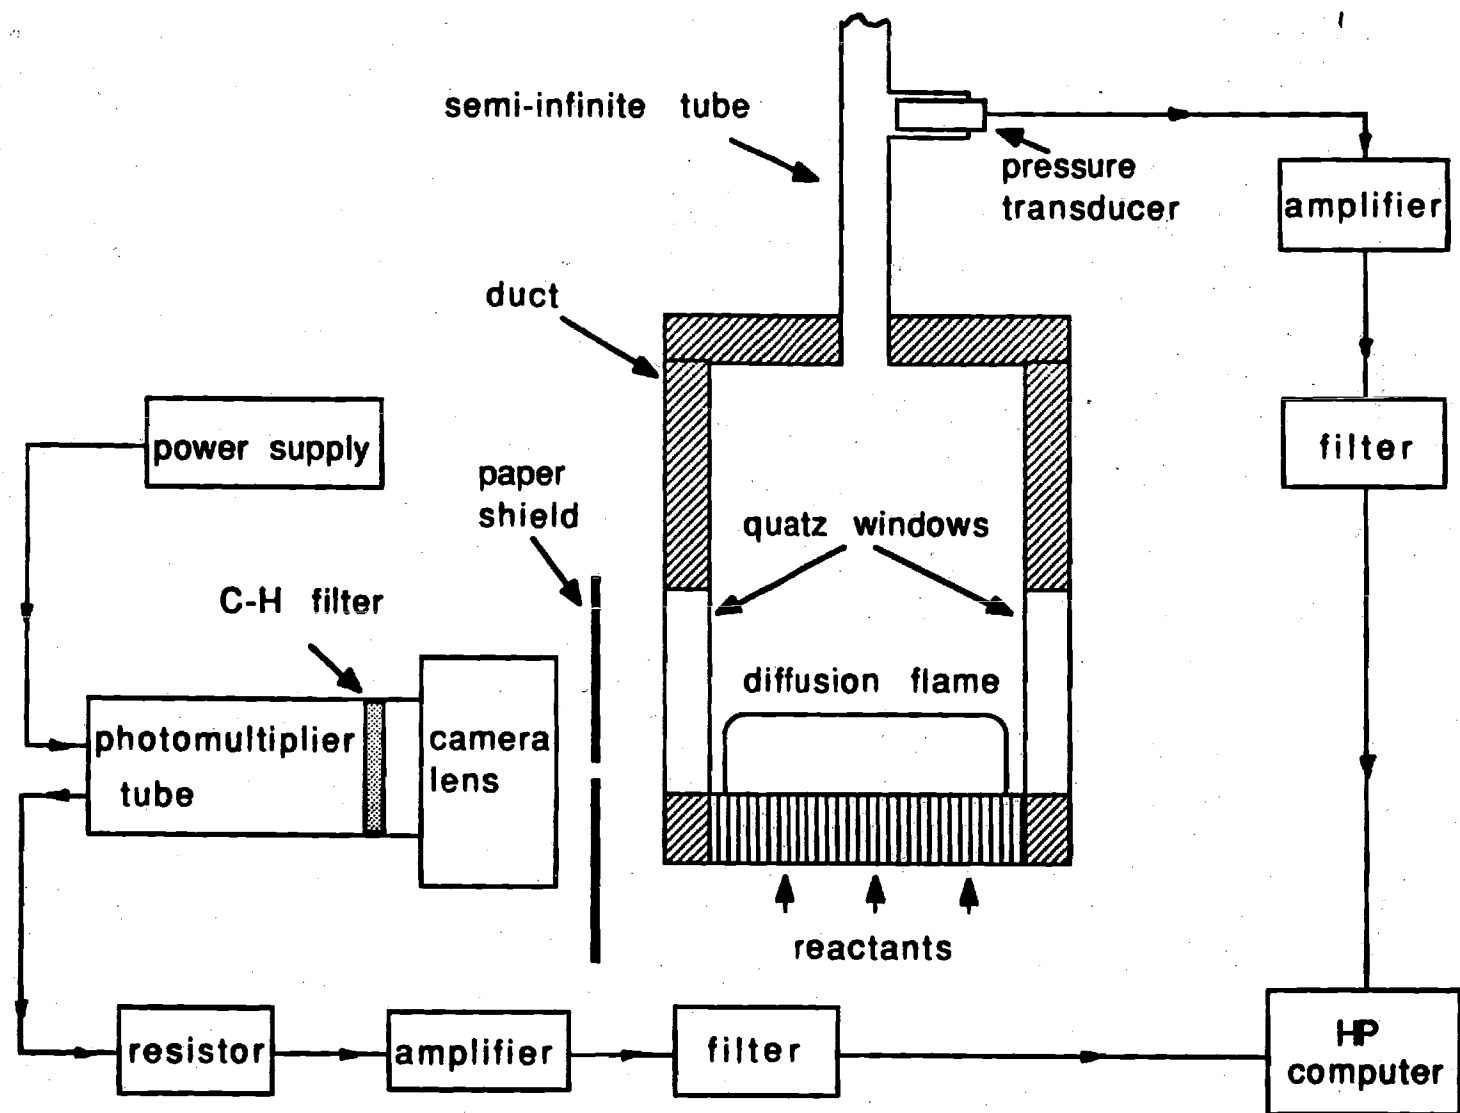 semi-infinite tube
pressure
transducer
amplifier
duct
filter
power supply
paper
shield
quatz windows
C-H filter
diffusion flame
photomultiplier
tube
camera
lens
reactants
resistor
amplifier
filter
HP
computer